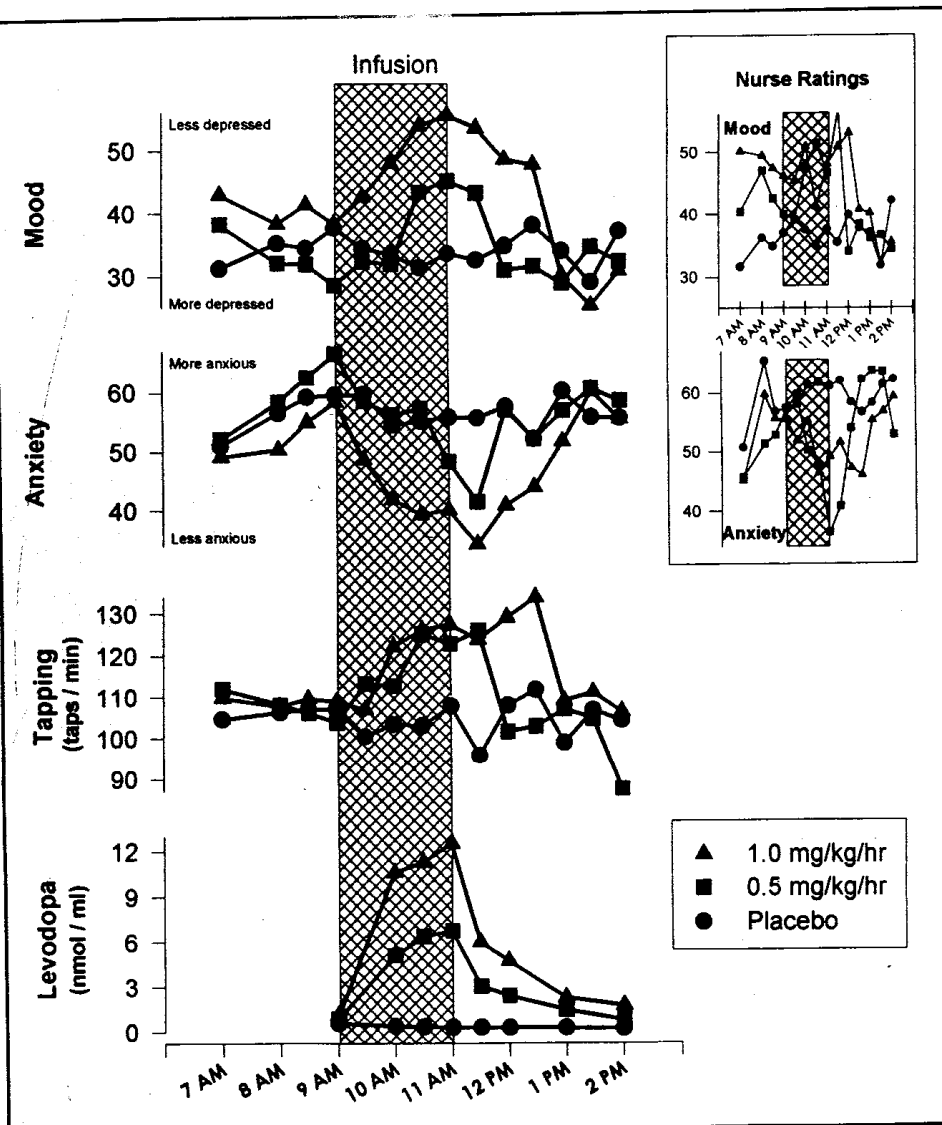 Infusion
Mood
Less depressed
50
40
30
More depressed
Anxiety
More anxious
60
50
40
Less anxious
Tapping
(taps / min)
130
120
110
100
90
Levodopa
(nmol / ml)
12
9
6
3
0
7 AM
8 AM
9 AM
10 AM
11 AM
12 PM
1 PM
2 PM
Nurse Ratings
Mood
50
40
30
7 AM
8 AM
9 AM
10 AM
11 AM
12 PM
1 PM
2 PM
60
50
40
Anxiety
1.0 mg/kg/hr
0.5 mg/kg/hr
Placebo